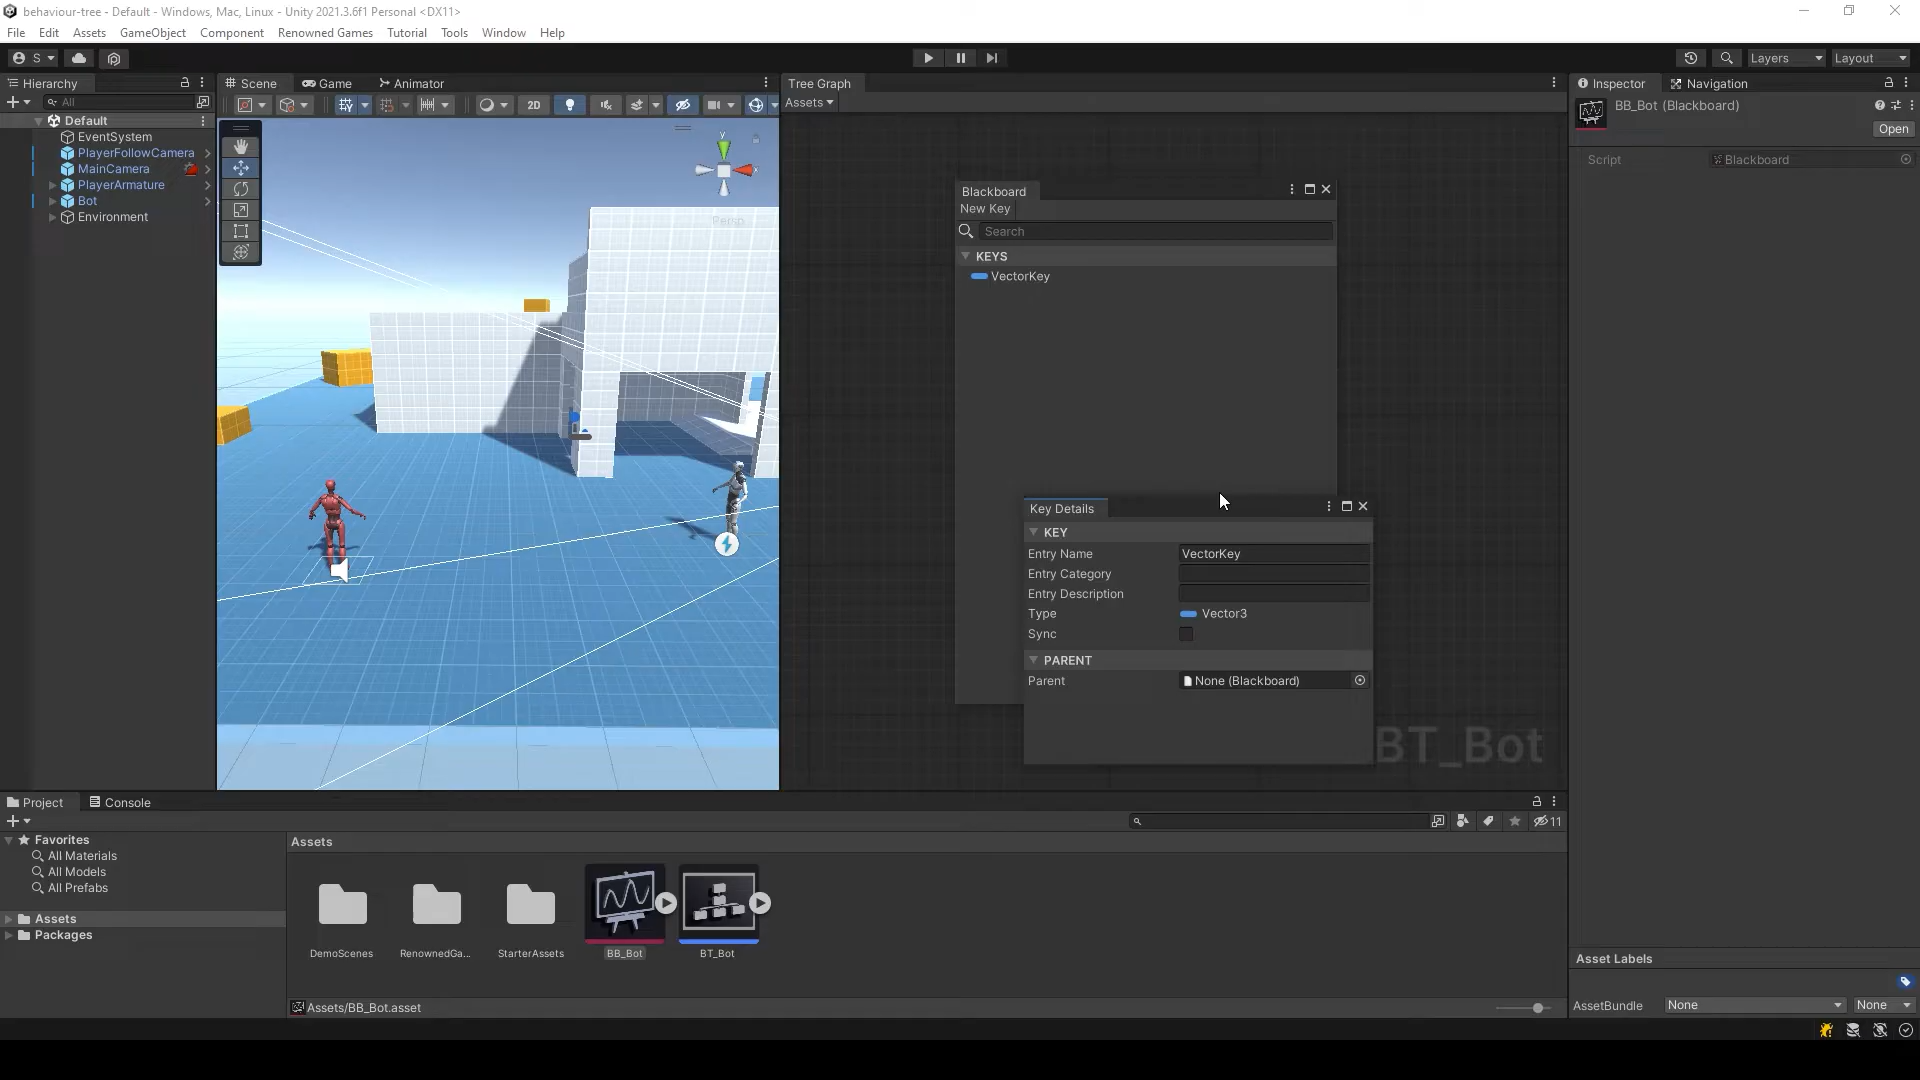 behaviour-tree - Default - Windows, Mac, Linux - Unity 2021.3.6f1 Personal <DX11>
File Edit Assets GameObject Component Renowned Games Tutorial Tools Window Help
S Layers Layout
Hierarchy
All
Default
EventSystem
PlayerFollowCamera
MainCamera
PlayerArmature
Bot
Environment
Scene Game Animator
2D
y
x
Persp
Tree Graph
Assets
Blackboard
New Key
Search
KEYS
VectorKey
Key Details
KEY
Entry Name VectorKey
Entry Category
Entry Description
Type Vector3
Sync
PARENT
Parent None (Blackboard)
BT_Bot
Inspector Navigation
BB_Bot (Blackboard)
Open
Script Blackboard
Asset Labels
AssetBundle None None
Project Console
11
Favorites
All Materials
All Models
All Prefabs
Assets
Packages
Assets
DemoScenes RenownedGa... StarterAssets BB_Bot BT_Bot
Assets/BB_Bot.asset